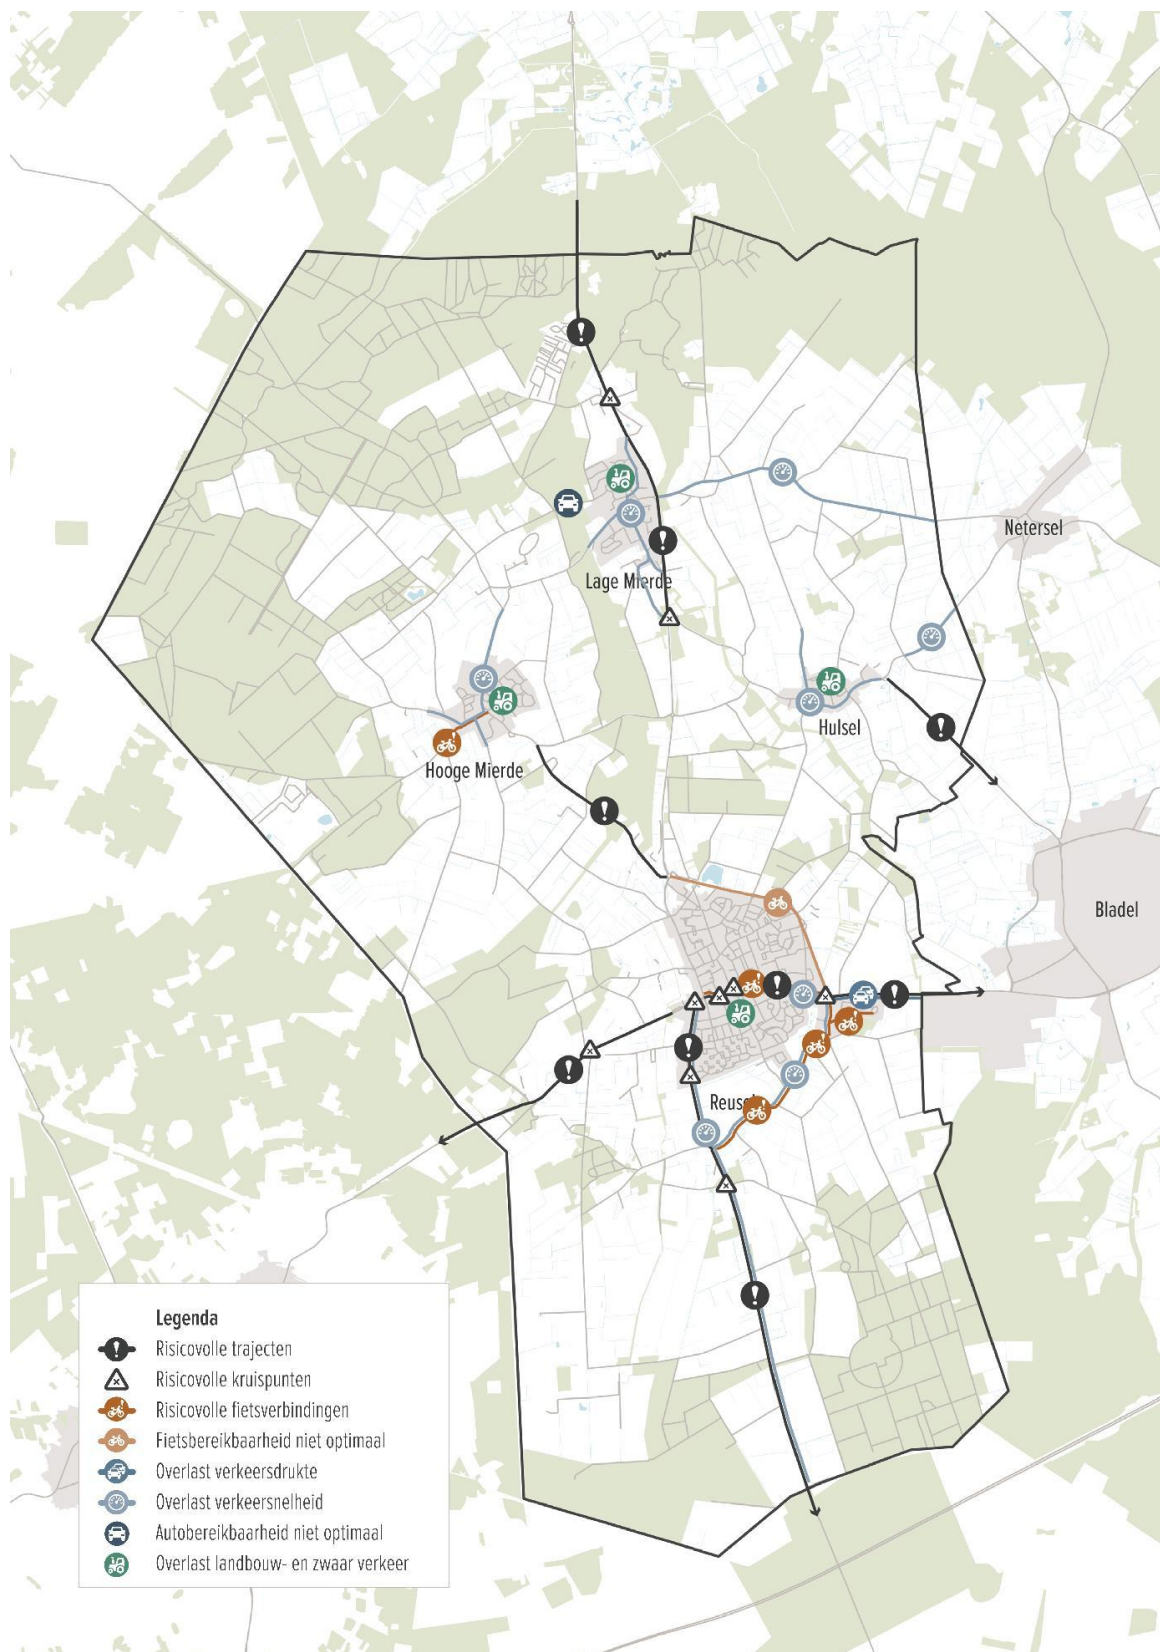 Netersel
Lage Mierde
Hulsel
Hooge Mierde
Bladel
Reusel
Legenda
Risicovolle trajecten
Risicovolle kruispunten
Risicovolle fietsverbindingen
Fietsbereikbaarheid niet optimaal
Overlast verkeersdrukte
Overlast verkeersnelheid
Autobereikbaarheid niet optimaal
Overlast landbouw- en zwaar verkeer